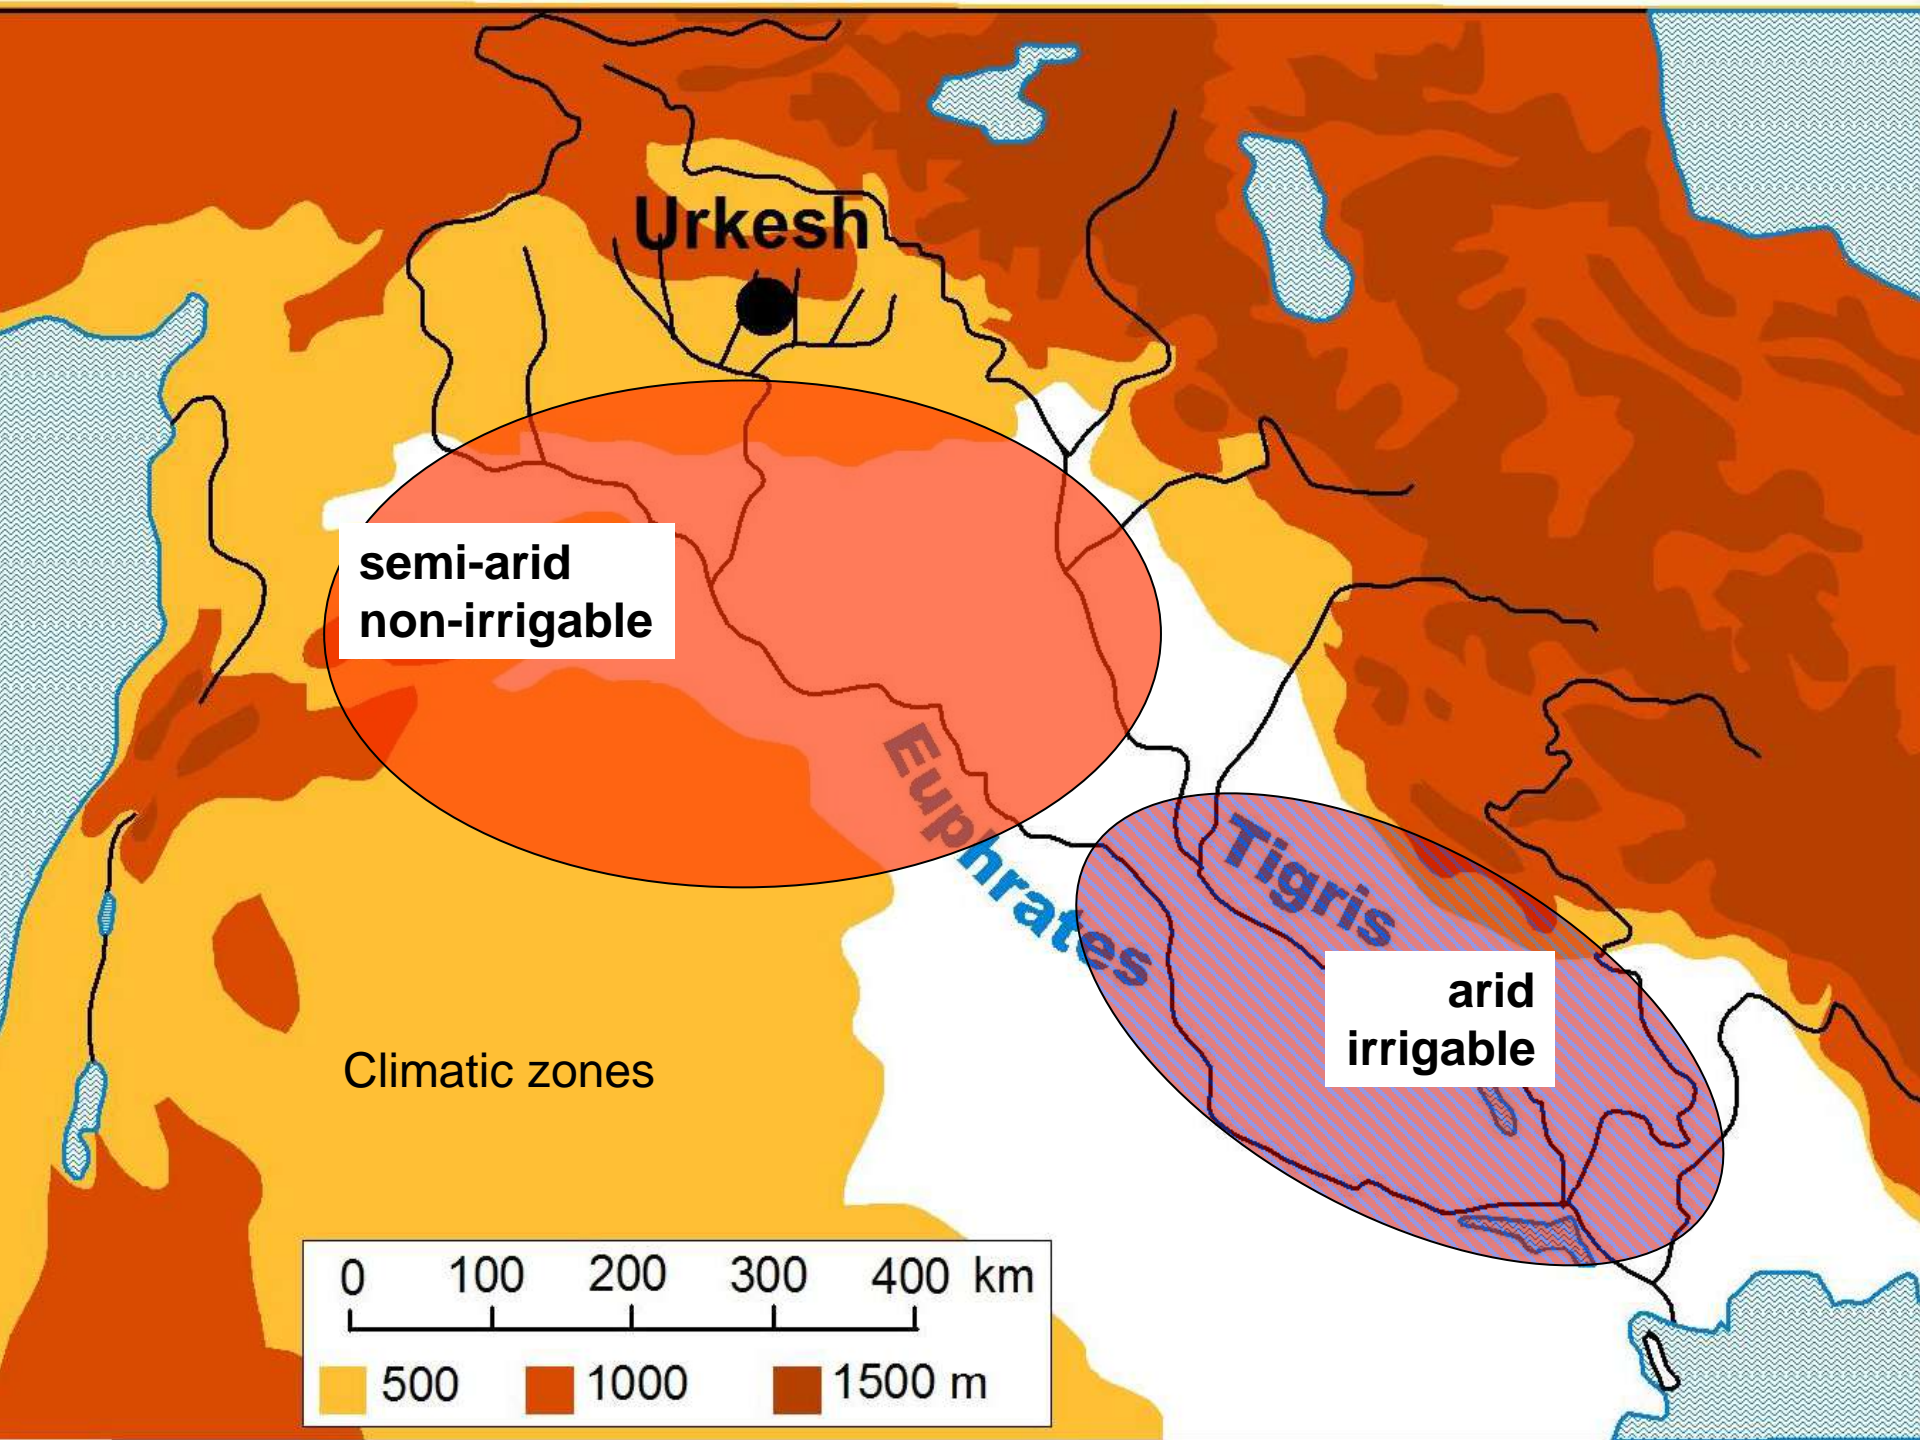 Urkesh
semi-arid
non-irrigable
Euphrates
Tigris
arid
irrigable
Climatic zones
0 100 200 300 400 km
500 1000 1500 m